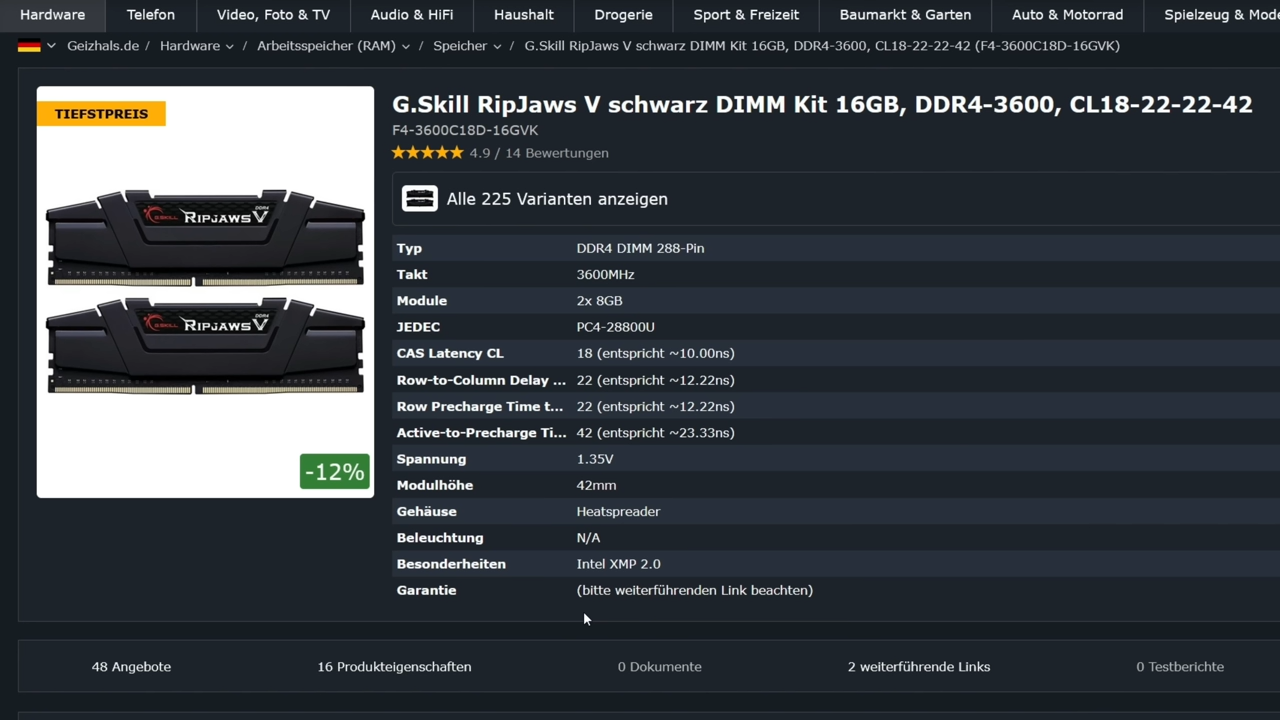 Hardware Telefon Video, Foto & TV Audio & HiFi Haushalt Drogerie Sport & Freizeit Baumarkt & Garten Auto & Motorrad Spielzeug & Mode
Geizhals.de / Hardware / Arbeitsspeicher (RAM) / Speicher / G.Skill RipJaws V schwarz DIMM Kit 16GB, DDR4-3600, CL18-22-22-42 (F4-3600C18D-16GVK)
TIEFSTPREIS
G.SKILL RIPJAWS V DDR4
G.SKILL RIPJAWS V DDR4
-12%
G.Skill RipJaws V schwarz DIMM Kit 16GB, DDR4-3600, CL18-22-22-42
F4-3600C18D-16GVK
4.9 / 14 Bewertungen
Alle 225 Varianten anzeigen
Typ DDR4 DIMM 288-Pin
Takt 3600MHz
Module 2x 8GB
JEDEC PC4-28800U
CAS Latency CL 18 (entspricht ~10.00ns)
Row-to-Column Delay ... 22 (entspricht ~12.22ns)
Row Precharge Time t... 22 (entspricht ~12.22ns)
Active-to-Precharge Ti... 42 (entspricht ~23.33ns)
Spannung 1.35V
Modulhöhe 42mm
Gehäuse Heatspreader
Beleuchtung N/A
Besonderheiten Intel XMP 2.0
Garantie (bitte weiterführenden Link beachten)
48 Angebote 16 Produkteigenschaften 0 Dokumente 2 weiterführende Links 0 Testberichte